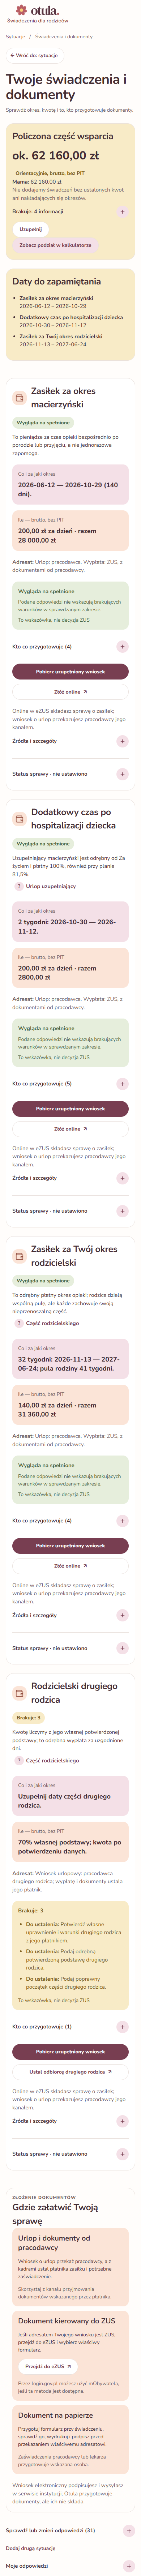 otula.
Świadczenia dla rodziców
Sytuacje / Świadczenia i dokumenty
← Wróć do: sytuacje
Twoje świadczenia i
dokumenty
Sprawdź okres, kwotę i to, kto przygotowuje dokumenty.
Policzona część wsparcia
ok. 62 160,00 zł
Orientacyjnie, brutto, bez PIT
Mama: 62 160,00 zł
Nie dodajemy świadczeń bez ustalonych kwot
ani nakładających się okresów.
Brakuje: 4 informacji
Uzupełnij
Zobacz podział w kalkulatorze
Daty do zapamiętania
Zasiłek za okres macierzyński
2026-06-12 – 2026-10-29
Dodatkowy czas po hospitalizacji dziecka
2026-10-30 – 2026-11-12
Zasiłek za Twój okres rodzicielski
2026-11-13 – 2027-06-24
Zasiłek za okres
macierzyński
Wygląda na spełnione
To pieniądze za czas opieki bezpośrednio po
porodzie lub przyjęciu, a nie jednorazowa
zapomoga.
Co i za jaki okres
2026-06-12 — 2026-10-29 (140
dni).
Ile — brutto, bez PIT
200,00 zł za dzień · razem
28 000,00 zł
Adresat: Urlop: pracodawca. Wypłata: ZUS, z
dokumentami od pracodawcy.
Wygląda na spełnione
Podane odpowiedzi nie wskazują brakujących
warunków w sprawdzanym zakresie.
To wskazówka, nie decyzja ZUS
Kto co przygotowuje (4)
Pobierz uzupełniony wniosek
Złóż online ↗
Online w eZUS składasz sprawę o zasiłek;
wniosek o urlop przekazujesz pracodawcy jego
kanałem.
Źródła i szczegóły
Status sprawy · nie ustawiono
Dodatkowy czas po
hospitalizacji dziecka
Wygląda na spełnione
Uzupełniający macierzyński jest odrębny od Za
życiem i płatny 100%, również przy planie
81,5%.
? Urlop uzupełniający
Co i za jaki okres
2 tygodni: 2026-10-30 — 2026-
11-12.
Ile — brutto, bez PIT
200,00 zł za dzień · razem
2800,00 zł
Adresat: Urlop: pracodawca. Wypłata: ZUS, z
dokumentami od pracodawcy.
Wygląda na spełnione
Podane odpowiedzi nie wskazują brakujących
warunków w sprawdzanym zakresie.
To wskazówka, nie decyzja ZUS
Kto co przygotowuje (5)
Pobierz uzupełniony wniosek
Złóż online ↗
Online w eZUS składasz sprawę o zasiłek;
wniosek o urlop przekazujesz pracodawcy jego
kanałem.
Źródła i szczegóły
Status sprawy · nie ustawiono
Zasiłek za Twój okres
rodzicielski
Wygląda na spełnione
To odrębny płatny okres opieki; rodzice dzielą
wspólną pulę, ale każde zachowuje swoją
nieprzenoszalną część.
? Część rodzicielskiego
Co i za jaki okres
32 tygodni: 2026-11-13 — 2027-
06-24; pula rodziny 41 tygodni.
Ile — brutto, bez PIT
140,00 zł za dzień · razem
31 360,00 zł
Adresat: Urlop: pracodawca. Wypłata: ZUS, z
dokumentami od pracodawcy.
Wygląda na spełnione
Podane odpowiedzi nie wskazują brakujących
warunków w sprawdzanym zakresie.
To wskazówka, nie decyzja ZUS
Kto co przygotowuje (4)
Pobierz uzupełniony wniosek
Złóż online ↗
Online w eZUS składasz sprawę o zasiłek;
wniosek o urlop przekazujesz pracodawcy jego
kanałem.
Źródła i szczegóły
Status sprawy · nie ustawiono
Rodzicielski drugiego
rodzica
Brakuje: 3
Kwotę liczymy z jego własnej potwierdzonej
podstawy; to odrębna wypłata za uzgodnione
dni.
? Część rodzicielskiego
Co i za jaki okres
Uzupełnij daty części drugiego
rodzica.
Ile — brutto, bez PIT
70% własnej podstawy; kwota po
potwierdzeniu danych.
Adresat: Wniosek urlopowy: pracodawca
drugiego rodzica; wypłatę i dokumenty ustala
jego płatnik.
Brakuje: 3
Do ustalenia: Potwierdź własne
uprawnienie i warunki drugiego rodzica
z jego płatnikiem.
Do ustalenia: Podaj odrębną
potwierdzoną podstawę drugiego
rodzica.
Do ustalenia: Podaj poprawny
początek części drugiego rodzica.
To wskazówka, nie decyzja ZUS
Kto co przygotowuje (1)
Pobierz uzupełniony wniosek
Ustal odbiorcę drugiego rodzica ↗
Online w eZUS składasz sprawę o zasiłek;
wniosek o urlop przekazujesz pracodawcy jego
kanałem.
Źródła i szczegóły
Status sprawy · nie ustawiono
ZŁOŻENIE DOKUMENTÓW
Gdzie załatwić Twoją
sprawę
Urlop i dokumenty od
pracodawcy
Wniosek o urlop przekaż pracodawcy, a z
kadrami ustal płatnika zasiłku i potrzebne
zaświadczenie.
Skorzystaj z kanału przyjmowania
dokumentów wskazanego przez płatnika.
Dokument kierowany do ZUS
Jeśli adresatem Twojego wniosku jest ZUS,
przejdź do eZUS i wybierz właściwy
formularz.
Przejdź do eZUS ↗
Przez login.gov.pl możesz użyć mObywatela,
jeśli ta metoda jest dostępna.
Dokument na papierze
Przygotuj formularz przy świadczeniu,
sprawdź go, wydrukuj i podpisz przed
przekazaniem właściwemu adresatowi.
Zaświadczenia pracodawcy lub lekarza
przygotowuje wskazana osoba.
Wniosek elektroniczny podpisujesz i wysyłasz
w serwisie instytucji. Otula przygotowuje
dokumenty, ale ich nie składa.
Sprawdź lub zmień odpowiedzi (31)
Dodaj drugą sytuację
Moje odpowiedzi